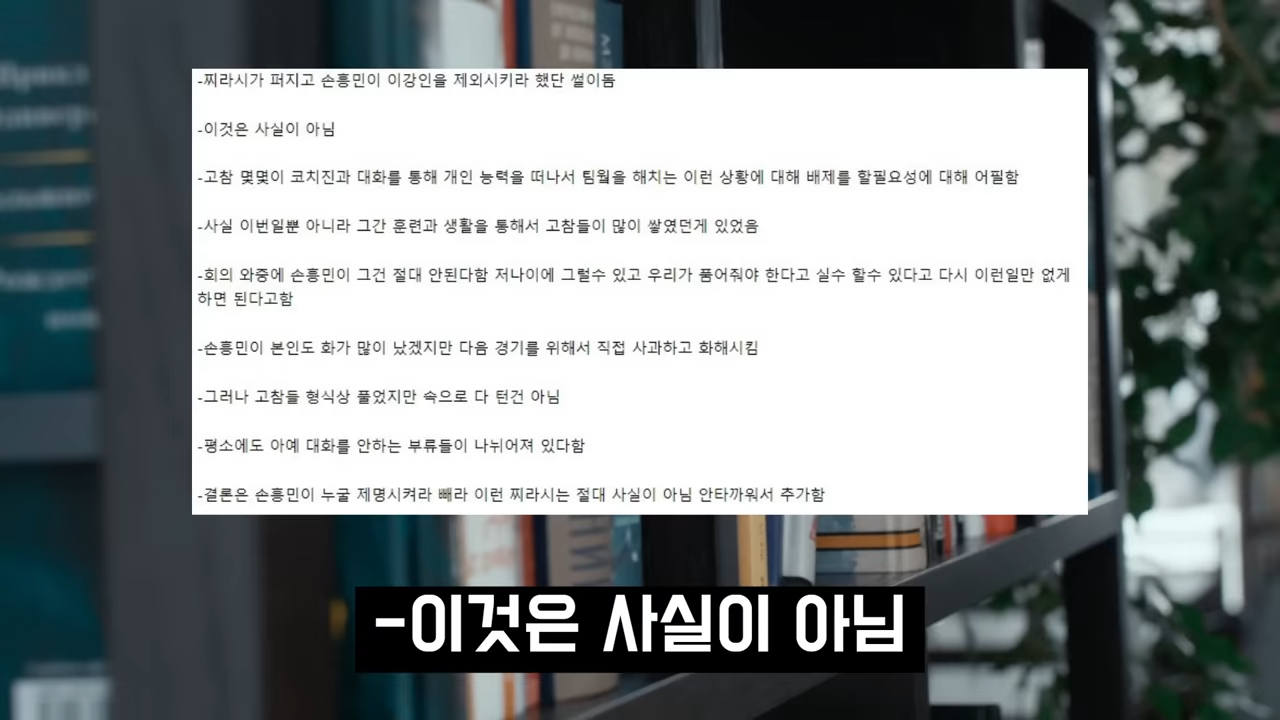 -찌라시가 퍼지고 손흥민이 이강인을 제외시키라 했단 썰이돔
-이것은 사실이 아님
-고참 몇몇이 코치진과 대화를 통해 개인 능력을 떠나서 팀웤을 해치는 이런 상황에 대해 배제를 할필요성에 대해 어필함
-사실 이번일뿐 아니라 그간 훈련과 생활을 통해서 고참들이 많이 쌓였던게 있었음
-회의 와중에 손흥민이 그건 절대 안된다함 저나이에 그럴수 있고 우리가 품어줘야 한다고 실수 할수 있다고 다시 이런일만 없게
하면 된다고함
-손흥민이 본인도 화가 많이 났겠지만 다음 경기를 위해서 직접 사과하고 화해시킴
-그러나 고참들 형식상 풀었지만 속으로 다 턴건 아님
-평소에도 아예 대화를 안하는 부류들이 나뉘어져 있다함
-결론은 손흥민이 누굴 제명시켜라 빼라 이런 찌라시는 절대 사실이 아님 안타까워서 추가함
-이것은 사실이 아님